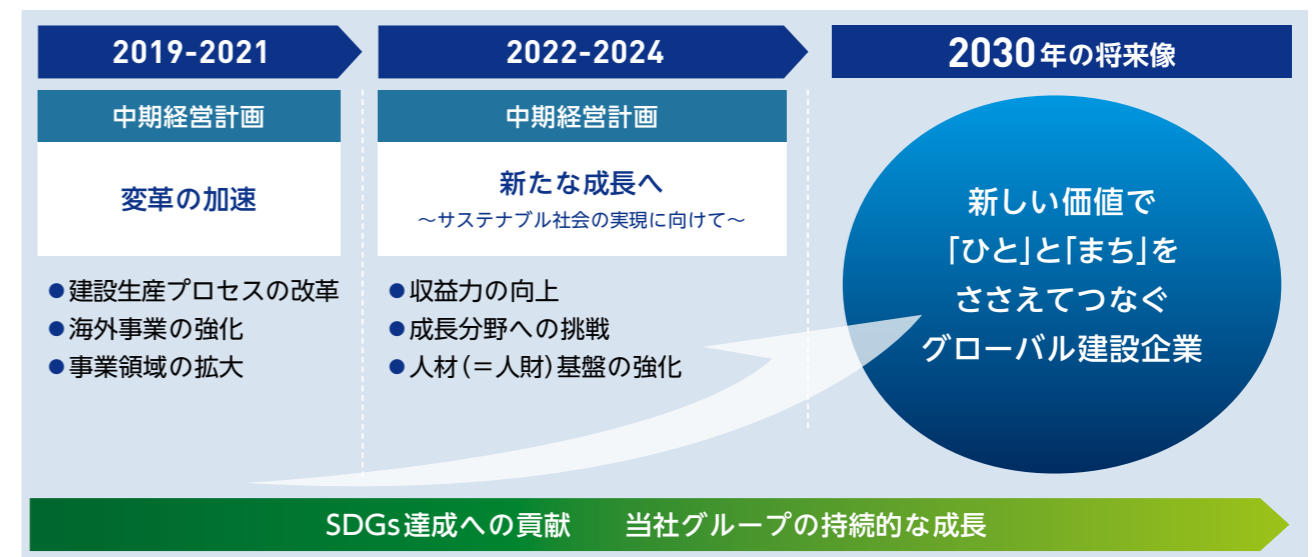 2019-2021
中期経営計画
変革の加速
●建設生産プロセスの改革
●海外事業の強化
●事業領域の拡大
2022-2024
中期経営計画
新たな成長へ
～サステナブル社会の実現に向けて～
●収益力の向上
●成長分野への挑戦
●人材（＝人財）基盤の強化
2030年の将来像
新しい価値で
「ひと」と「まち」を
ささえてつなぐ
グローバル建設企業
SDGs達成への貢献　当社グループの持続的な成長